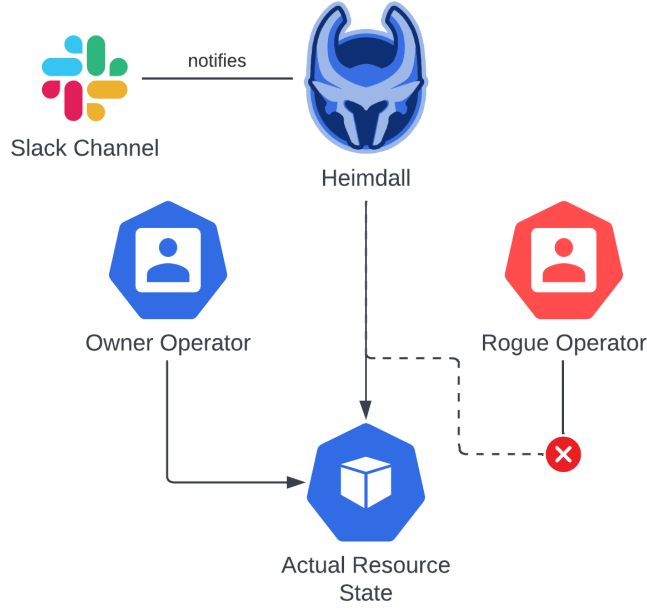 notifies
Slack Channel
Heimdall
Owner Operator
Rogue Operator
Actual Resource
State